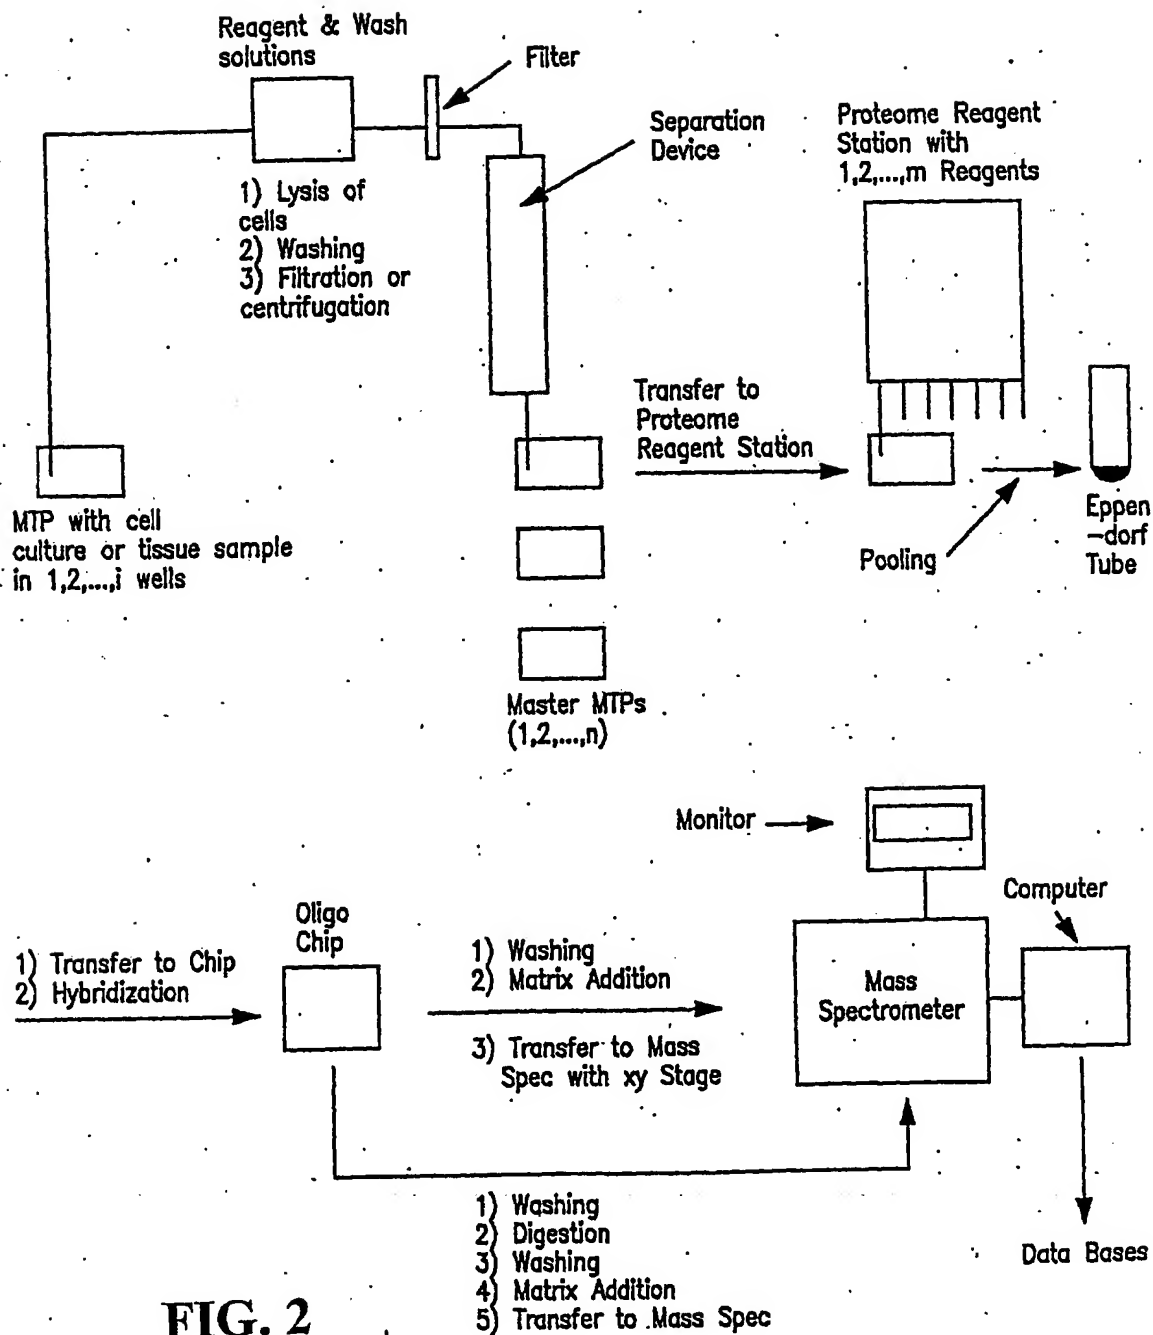 Reagent & Wash
solutions
Filter
Separation
Device
Proteome Reagent
Station with
1,2,...,m Reagents
1) Lysis of
cells
2) Washing
3) Filtration or
centrifugation
Transfer to
Proteome
Reagent Station
MTP with cell
culture or tissue sample
in 1,2,...,i wells
Pooling
Eppen
-dorf
Tube
Master MTPs
(1,2,...,n)
Monitor
Computer
Oligo
Chip
1) Transfer to Chip
2) Hybridization
1) Washing
2) Matrix Addition
3) Transfer to Mass
Spec with xy Stage
Mass
Spectrometer
1) Washing
2) Digestion
3) Washing
4) Matrix Addition
5) Transfer to Mass Spec
Data Bases
FIG. 2